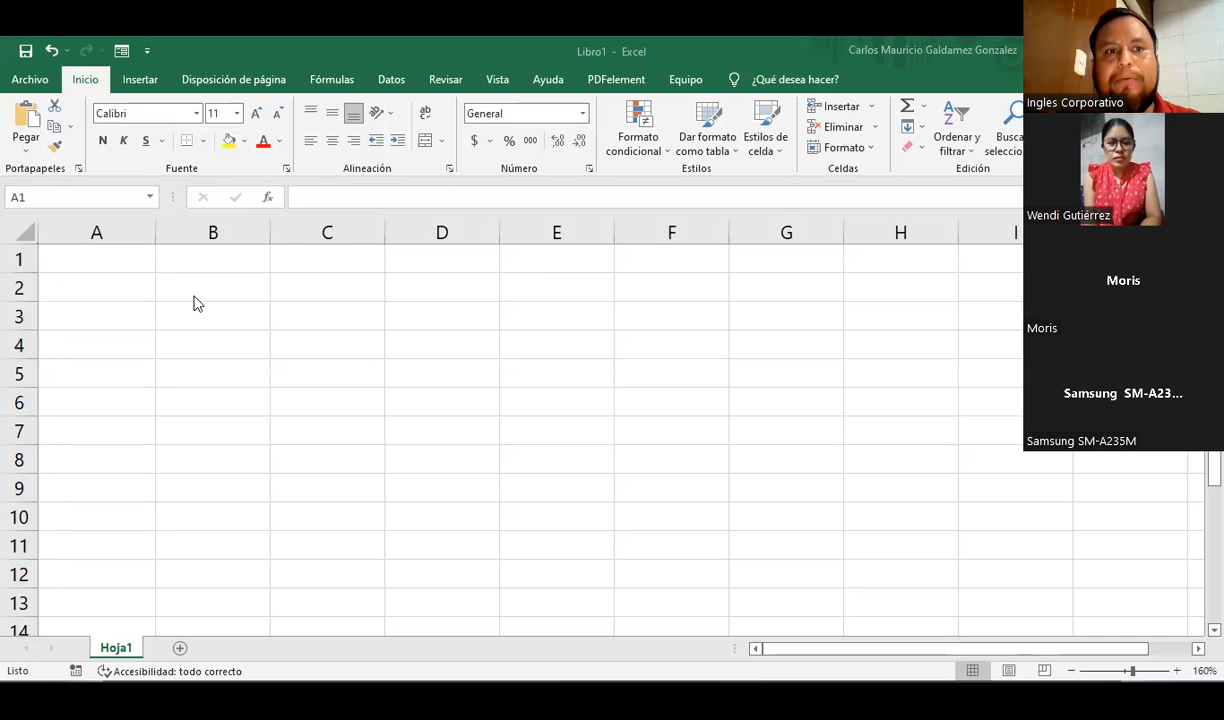 Libro1 - Excel
Carlos Mauricio Galdamez Gonzalez
Archivo Inicio Insertar Disposición de página Fórmulas Datos Revisar Vista Ayuda PDFelement Equipo ¿Qué desea hacer?
Pegar
Calibri 11
N K S
General
$ % 000
Formato condicional
Dar formato como tabla
Estilos de celda
Insertar
Eliminar
Formato
Ordenar y filtrar
Portapapeles Fuente Alineación Número Estilos Celdas Edición
A1 fx
A B C D E F G H I
1
2
3
4
5
6
7
8
9
10
11
12
13
14
Hoja1
Listo Accesibilidad: todo correcto 160%
Ingles Corporativo
Wendi Gutiérrez
Moris
Moris
Samsung SM-A23...
Samsung SM-A235M